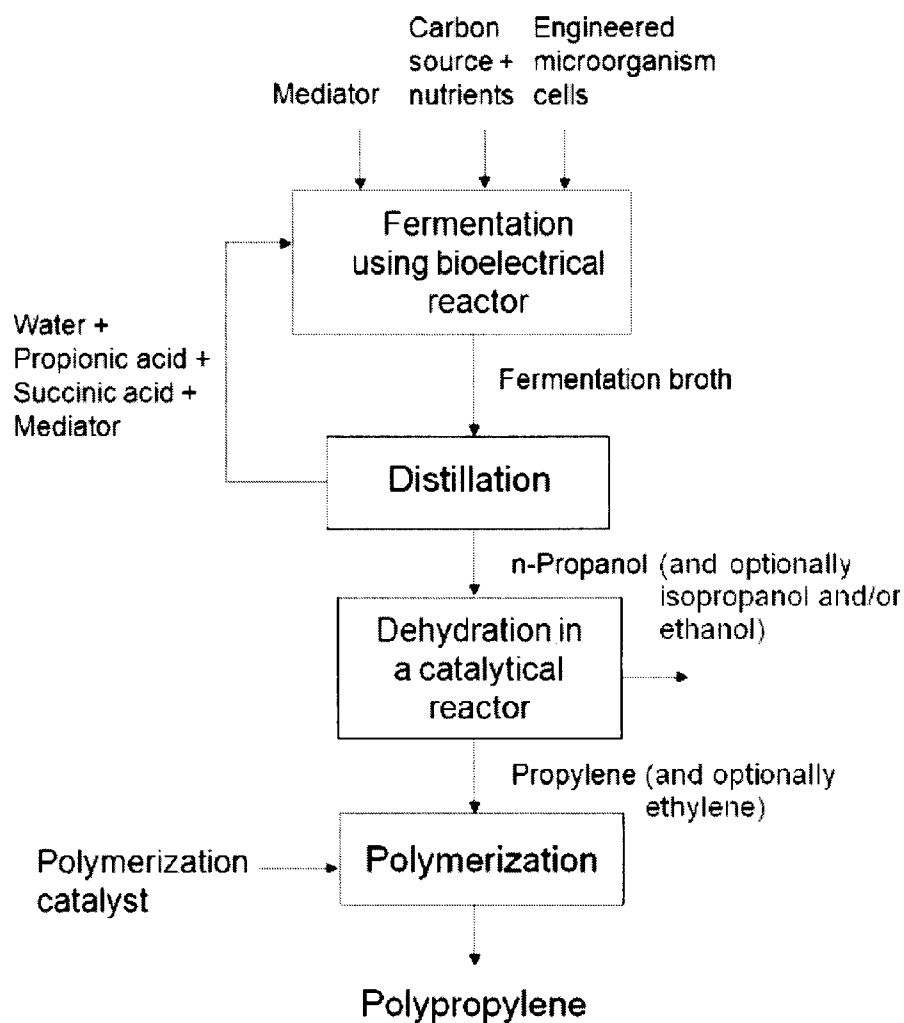 Mediator
Carbon
source +
nutrients
Engineered
microorganism
cells
Fermentation
using bioelectrical
reactor
Water +
Propionic acid +
Succinic acid +
Mediator
Fermentation broth
Distillation
n-Propanol (and optionally
isopropanol and/or
ethanol)
Dehydration in
a catalytical
reactor
Propylene (and optionally
ethylene)
Polymerization
catalyst
Polymerization
Polypropylene